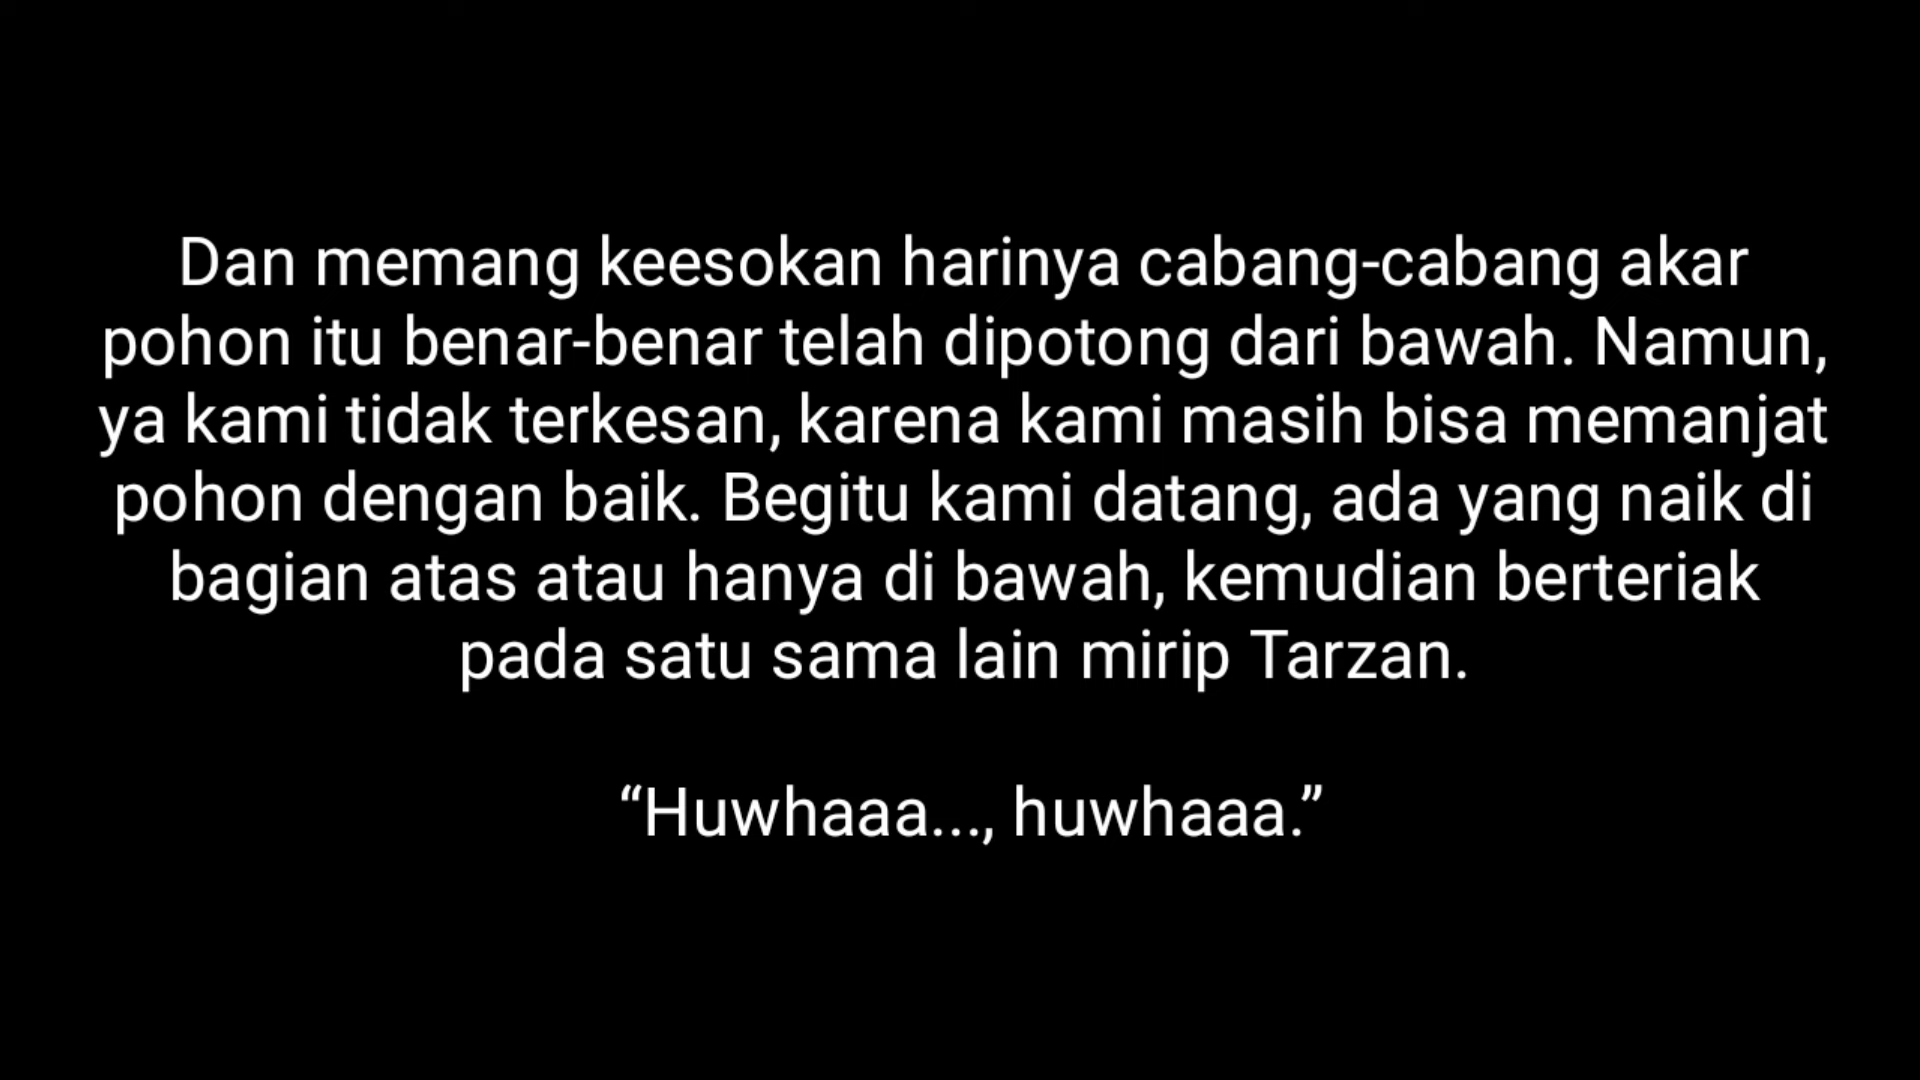 Dan memang keesokan harinya cabang-cabang akar
pohon itu benar-benar telah dipotong dari bawah. Namun,
ya kami tidak terkesan, karena kami masih bisa memanjat
pohon dengan baik. Begitu kami datang, ada yang naik di
bagian atas atau hanya di bawah, kemudian berteriak
pada satu sama lain mirip Tarzan.
“Huwhaaa..., huwhaaa.”